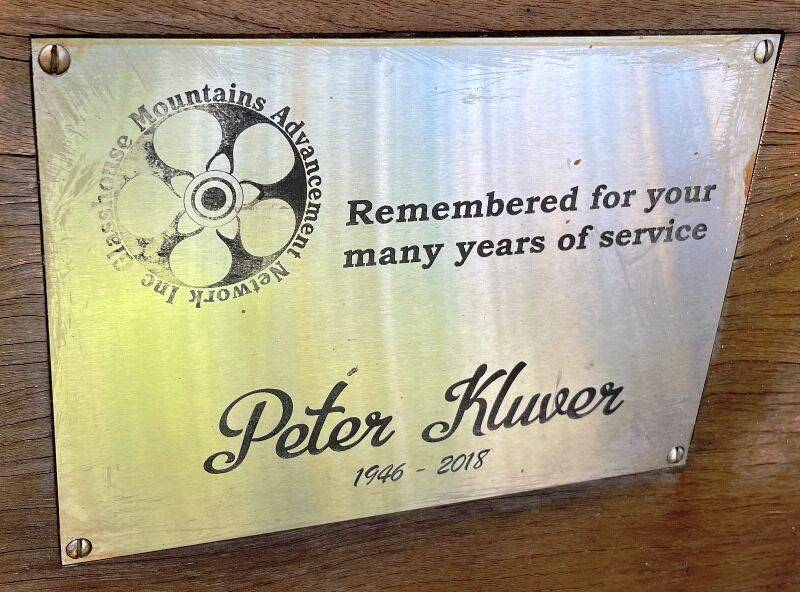 Glasshouse Mountains Advancement Network Inc
Remembered for your
many years of service
Peter Kluver
1946 - 2018